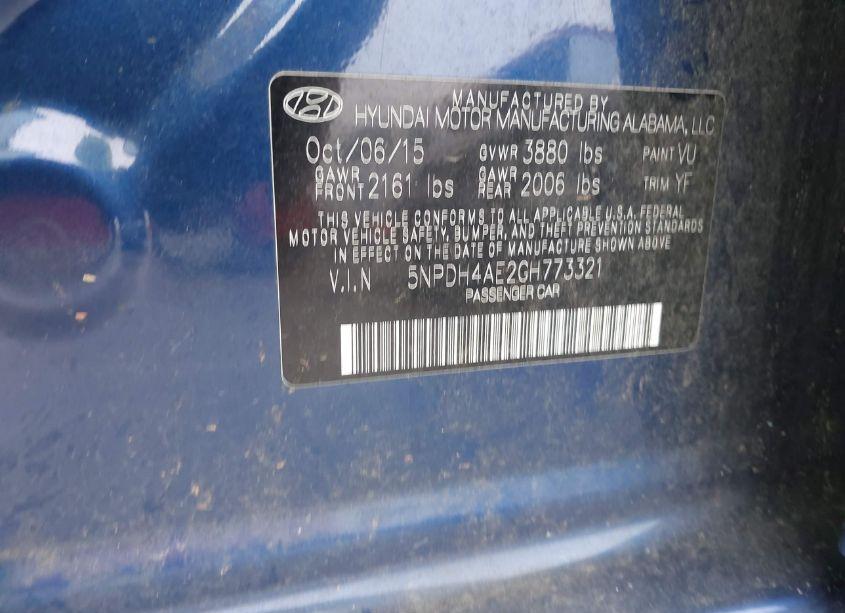 MANUFACTURED BY
HYUNDAI MOTOR MANUFACTURING ALABAMA, LLC
Oct/06/15 GVWR 3880 lbs PAINT VU
GAWR FRONT 2161 lbs GAWR REAR 2006 lbs TRIM YF
THIS VEHICLE CONFORMS TO ALL APPLICABLE U.S.A. FEDERAL
MOTOR VEHICLE SAFETY, BUMPER, AND THEFT PREVENTION STANDARDS
IN EFFECT ON THE DATE OF MANUFACTURE SHOWN ABOVE
V.I.N 5NPDH4AE2GH773321
PASSENGER CAR